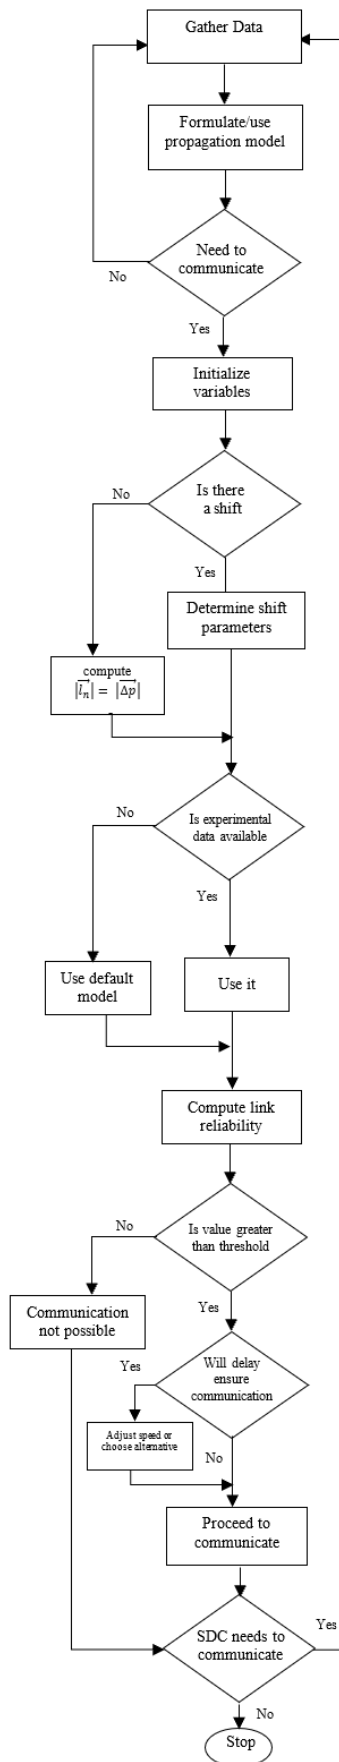 Gather Data
Formulate/use
propagation model
Need to
communicate
No
Yes
Initialize
variables
Is there
a shift
No
Yes
Determine shift
parameters
compute
|l⃗ₙ| = |Δp⃗|
Is experimental
data available
No
Yes
Use default
model
Use it
Compute link
reliability
Is value greater
than threshold
No
Yes
Communication
not possible
Will delay
ensure
communication
Yes
Adjust speed or
choose alternative
No
Proceed to
communicate
SDC needs to
communicate
Yes
No
Stop